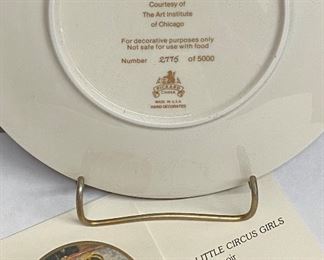 Courtesy of
The Art Institute
of Chicago
For decorative purposes only
Not safe for use with food
Number 2775 of 5000
PICKARD
CHINA
MADE IN U.S.A.
HAND DECORATED
LITTLE CIRCUS GIRLS
oir